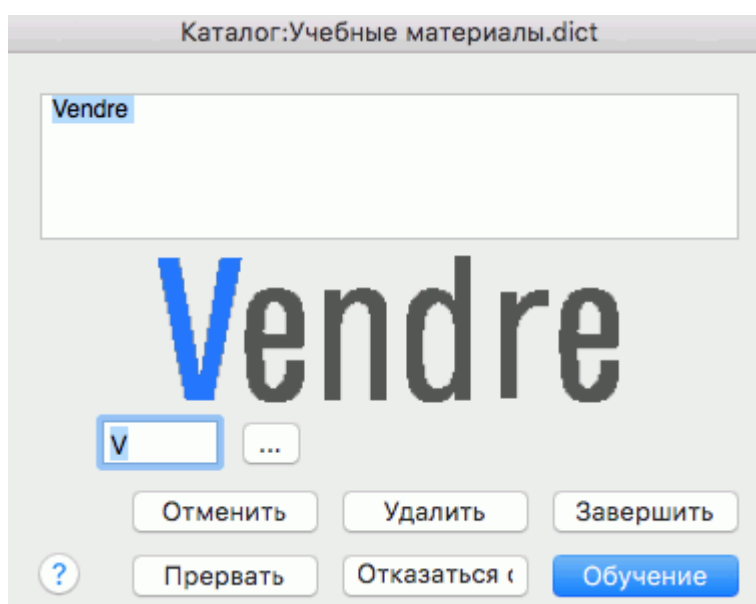 Каталог:Учебные материалы.dict
Vendre
Vendre
V ...
Отменить Удалить Завершить
? Прервать Отказаться Обучение